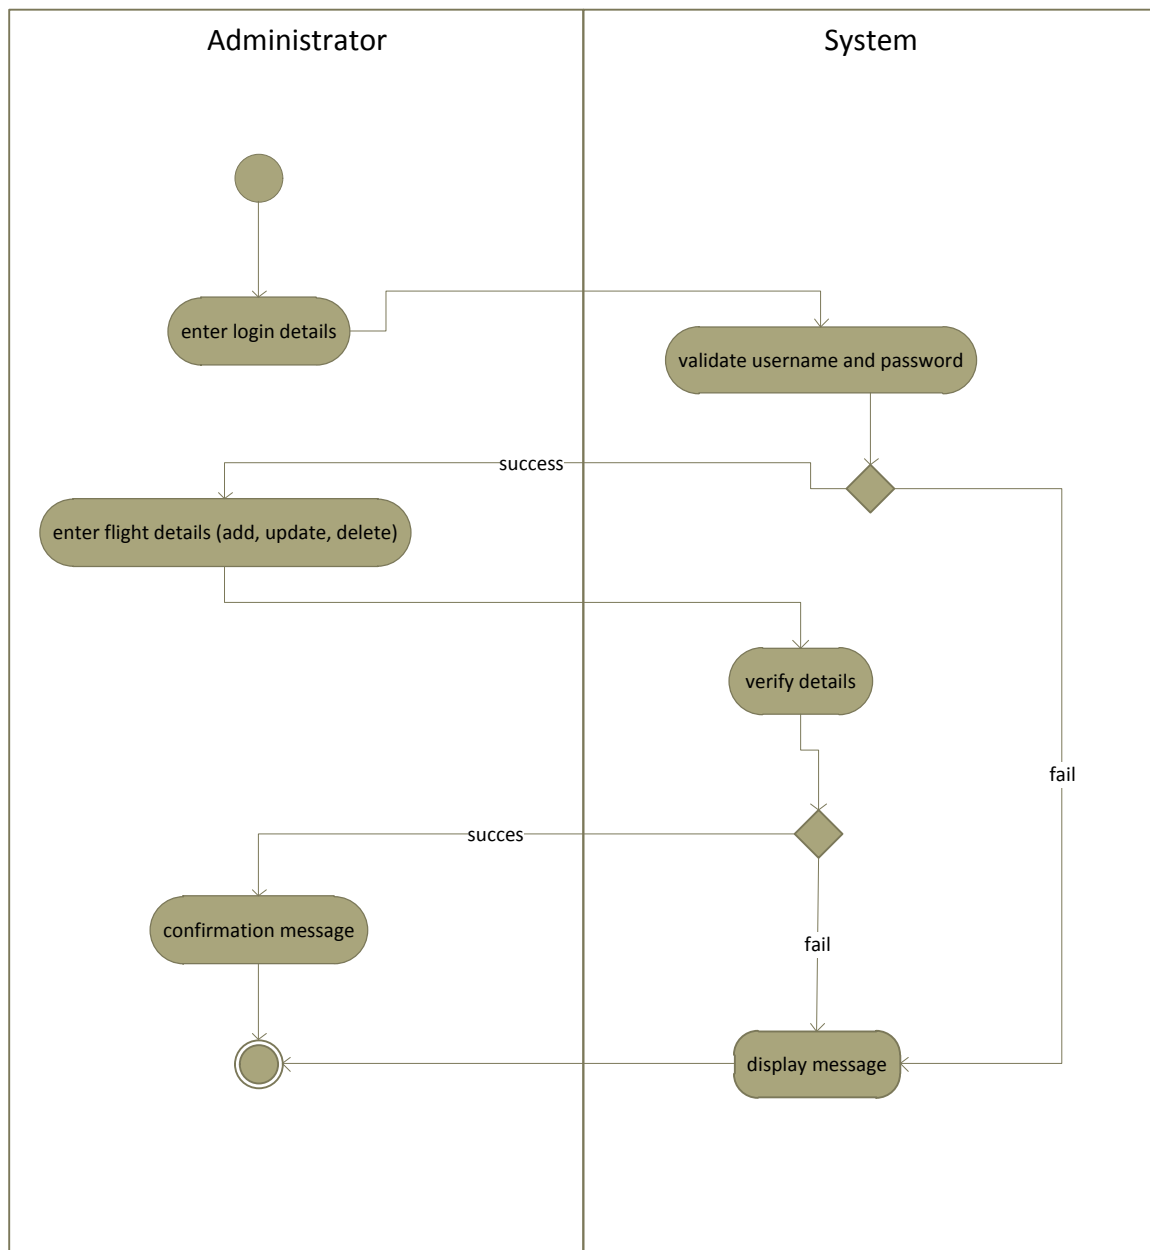 Administrator
System
enter login details
validate username and password
success
enter flight details (add, update, delete)
verify details
fail
succes
confirmation message
fail
display message